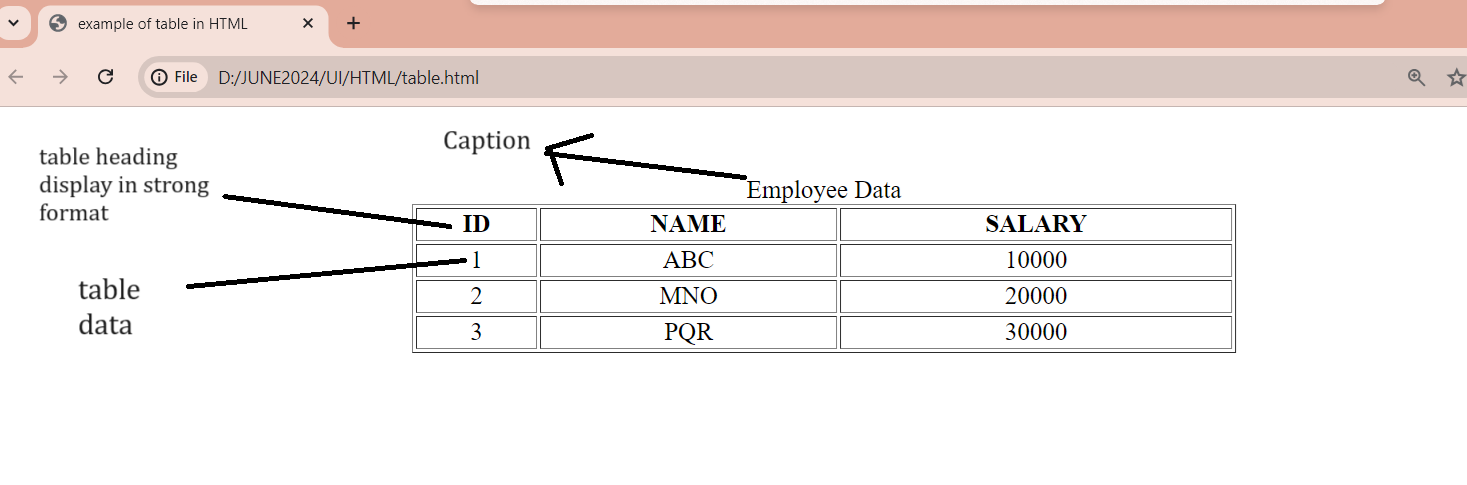 example of table in HTML
File D:/JUNE2024/UI/HTML/table.html
Caption
table heading
display in strong
format
Employee Data
ID NAME SALARY
1 ABC 10000
2 MNO 20000
3 PQR 30000
table
data